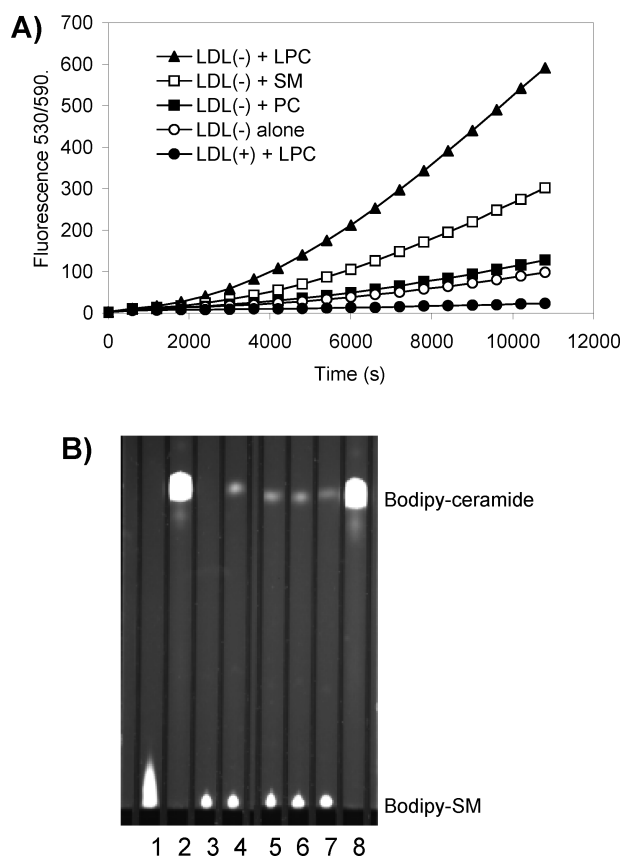 A)
700
600
500
400
300
200
100
0
Fluorescence 530/590.
LDL(-) + LPC
LDL(-) + SM
LDL(-) + PC
LDL(-) alone
LDL(+) + LPC
0 2000 4000 6000 8000 10000 12000
Time (s)
B)
Bodipy-ceramide
Bodipy-SM
1 2 3 4 5 6 7 8